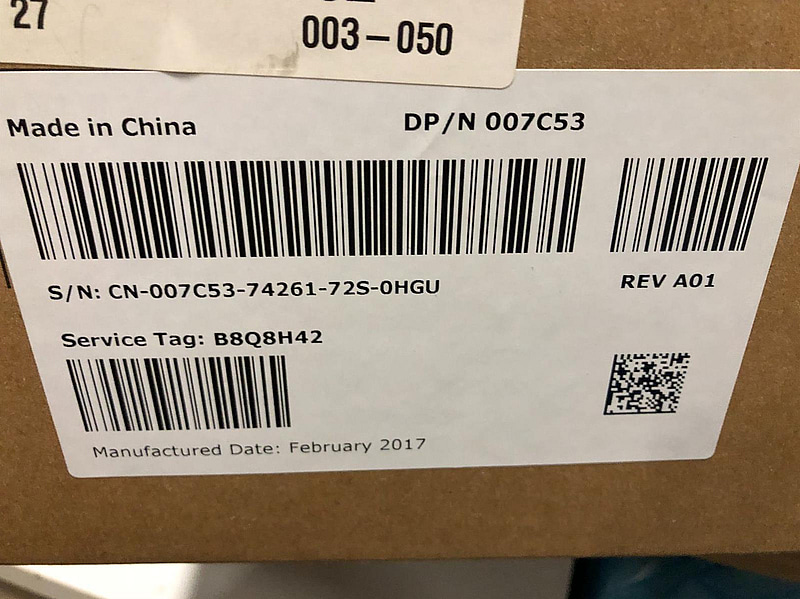 27
003-050
Made in China
DP/N 007C53
S/N: CN-007C53-74261-72S-0HGU
REV A01
Service Tag: B8Q8H42
Manufactured Date: February 2017